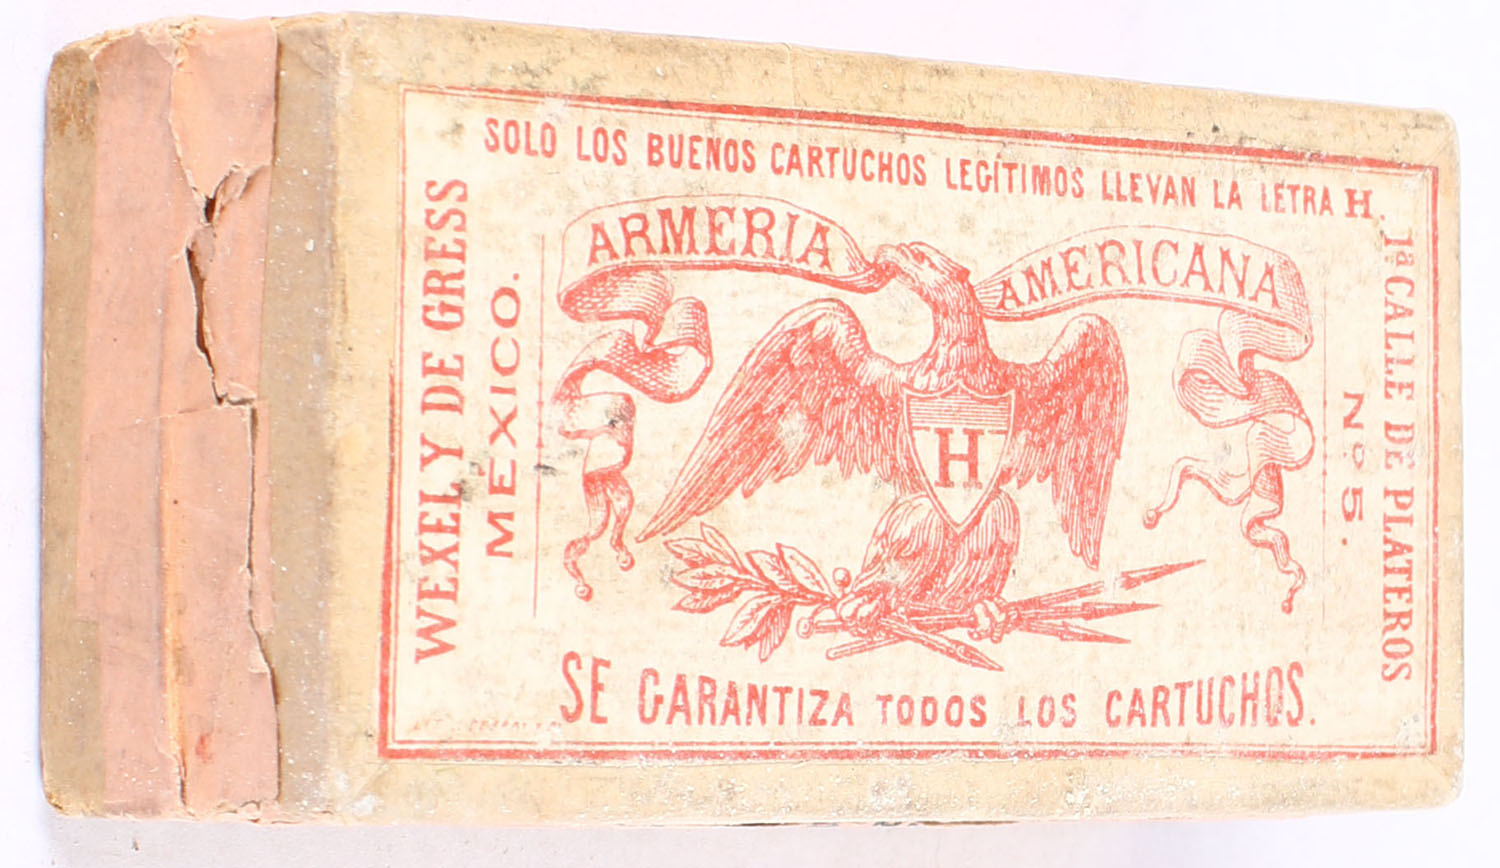 SOLO LOS BUENOS CARTUCHOS LEGÍTIMOS LLEVAN LA LETRA H.
WEXEL Y DE GRESS
MÉXICO.
ARMERIA
AMERICANA
H
1ª CALLE DE PLATEROS
Nº 5.
SE GARANTIZA TODOS LOS CARTUCHOS.